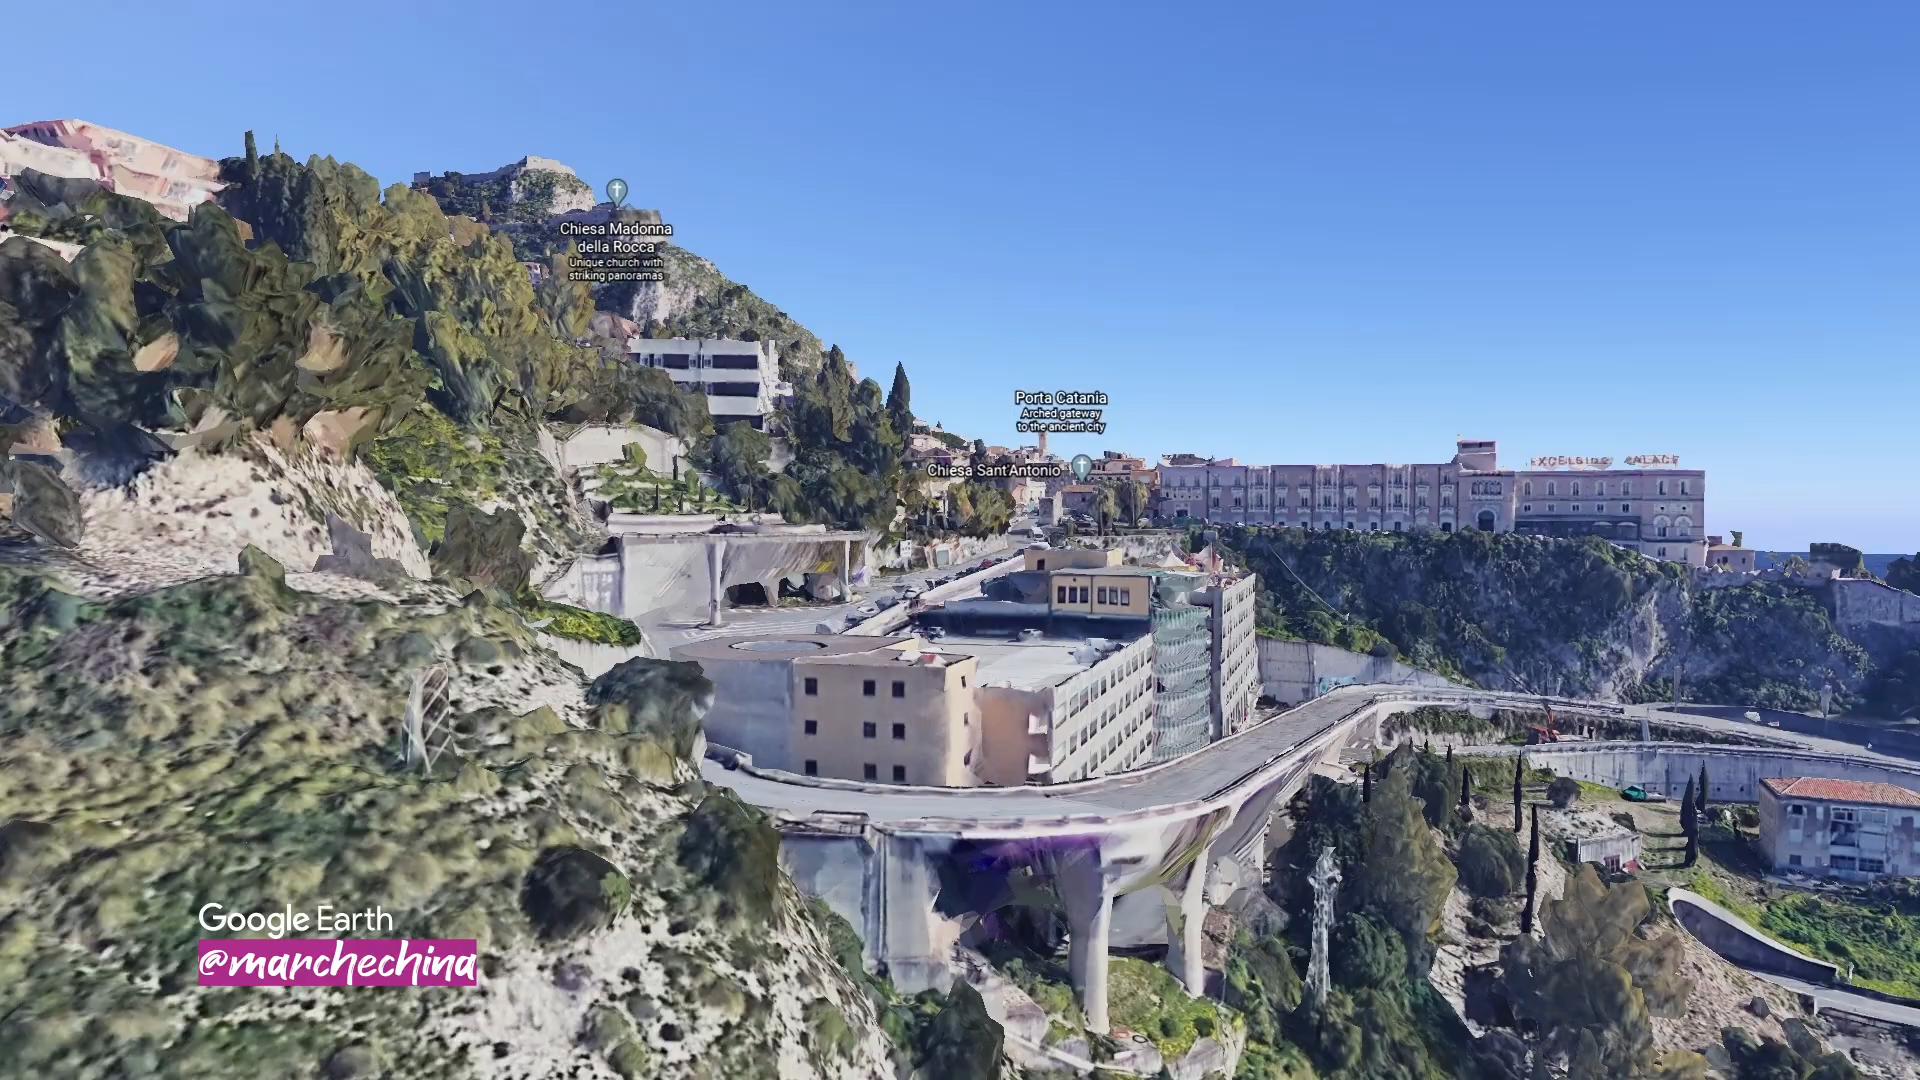 Chiesa Madonna
della Rocca
Unique church with
striking panoramas
Porta Catania
Arched gateway
to the ancient city
Chiesa Sant'Antonio
EXCELSIOR PALACE
Google Earth
@marchechina